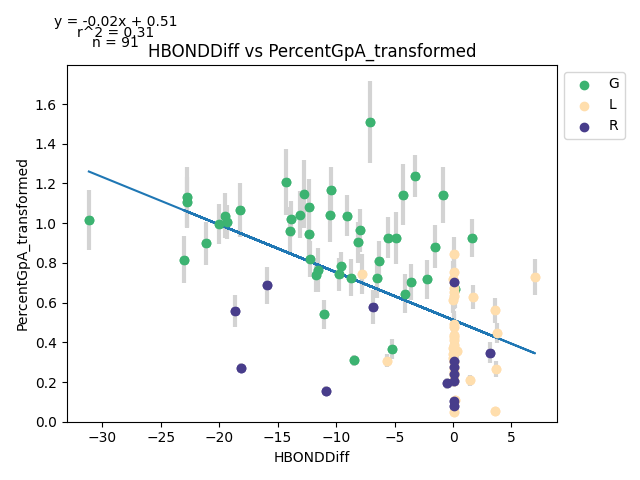 y = -0.02x + 0.51
r^2 = 0.31
n = 91
HBONDDiff vs PercentGpA_transformed
G
L
R
PercentGpA_transformed
1.6
1.4
1.2
1.0
0.8
0.6
0.4
0.2
0.0
−30 −25 −20 −15 −10 −5 0 5
HBONDDiff